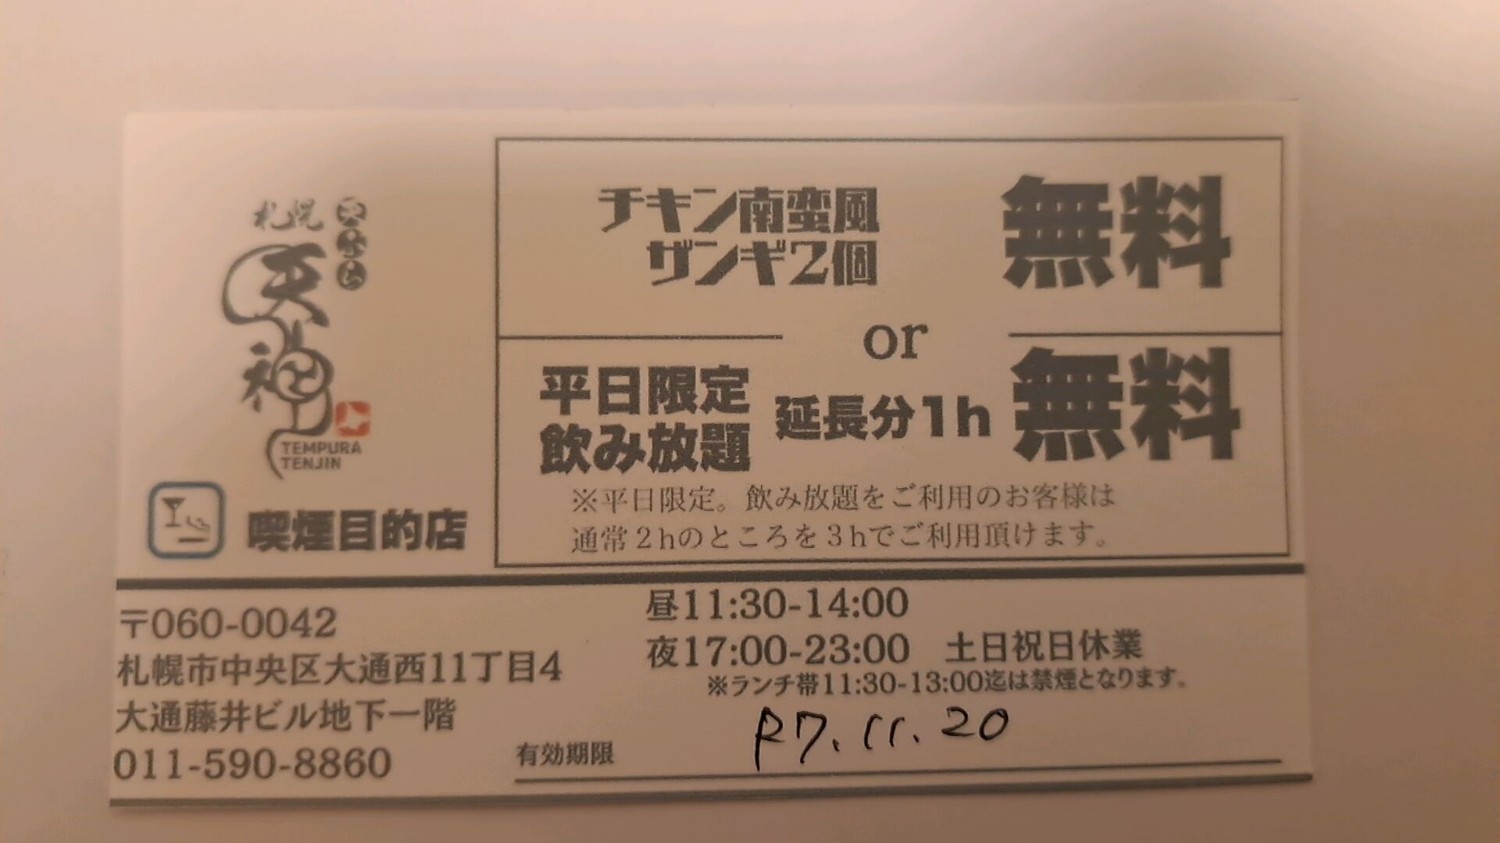 札幌
天ぷら
天神
TEMPURA
TENJIN
喫煙目的店
チキン南蛮風
ザンギ2個
無料
or
平日限定
飲み放題
延長分1h
無料
※平日限定。飲み放題をご利用のお客様は
通常2hのところを3hでご利用頂けます。
〒060-0042
札幌市中央区大通西11丁目4
大通藤井ビル地下一階
011-590-8860
昼11:30-14:00
夜17:00-23:00 土日祝日休業
※ランチ帯11:30-13:00迄は禁煙となります。
有効期限 R7.11.20